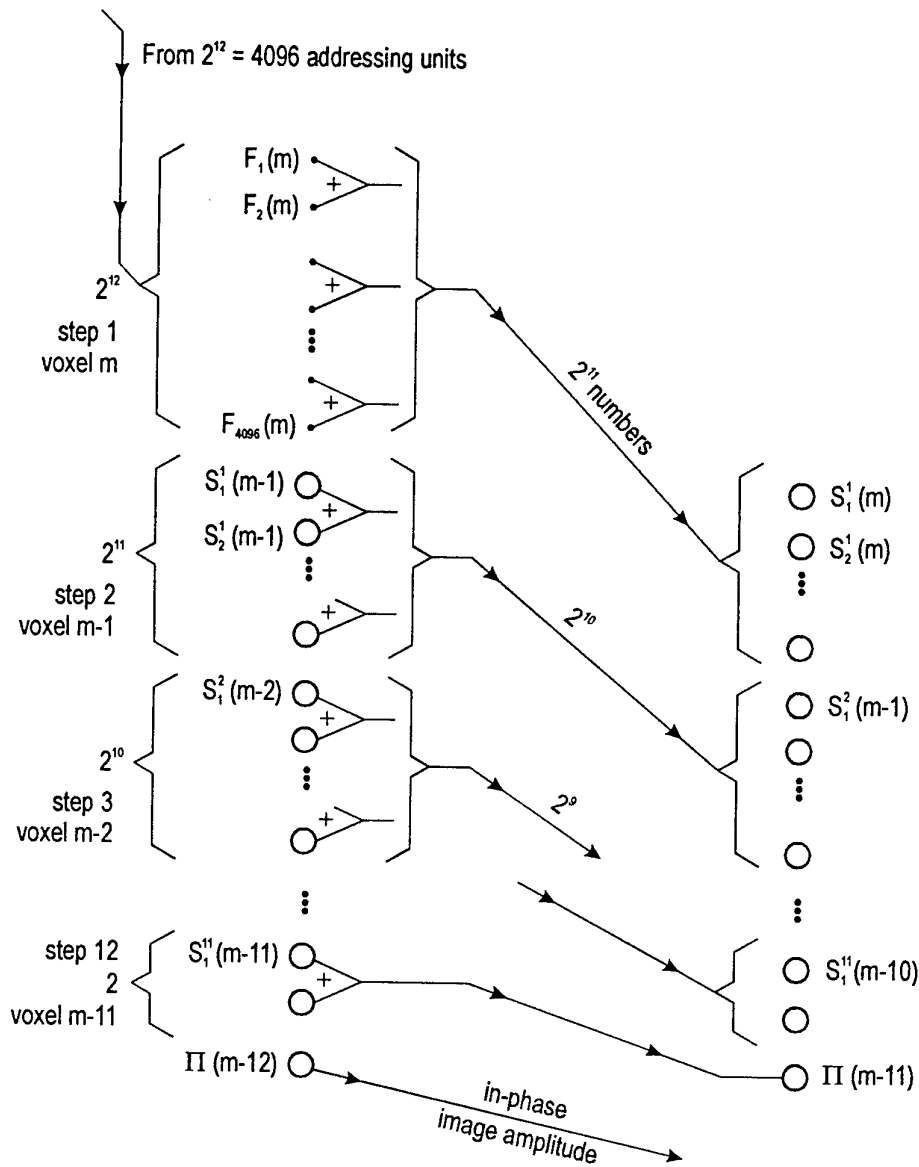 From 2¹² = 4096 addressing units
F₁(m)
+
F₂(m)
2¹²
+
step 1
voxel m
+
F₄₀₉₆(m)
2¹¹ numbers
S₁¹(m-1)
+
S₂¹(m-1)
2¹¹
step 2
voxel m-1
+
S₁¹(m)
S₂¹(m)
2¹⁰
S₁²(m-2)
+
2¹⁰
step 3
voxel m-2
+
2⁹
S₁²(m-1)
step 12
2
voxel m-11
S₁¹¹(m-11)
+
S₁¹¹(m-10)
Π(m-12)
Π(m-11)
in-phase
image amplitude